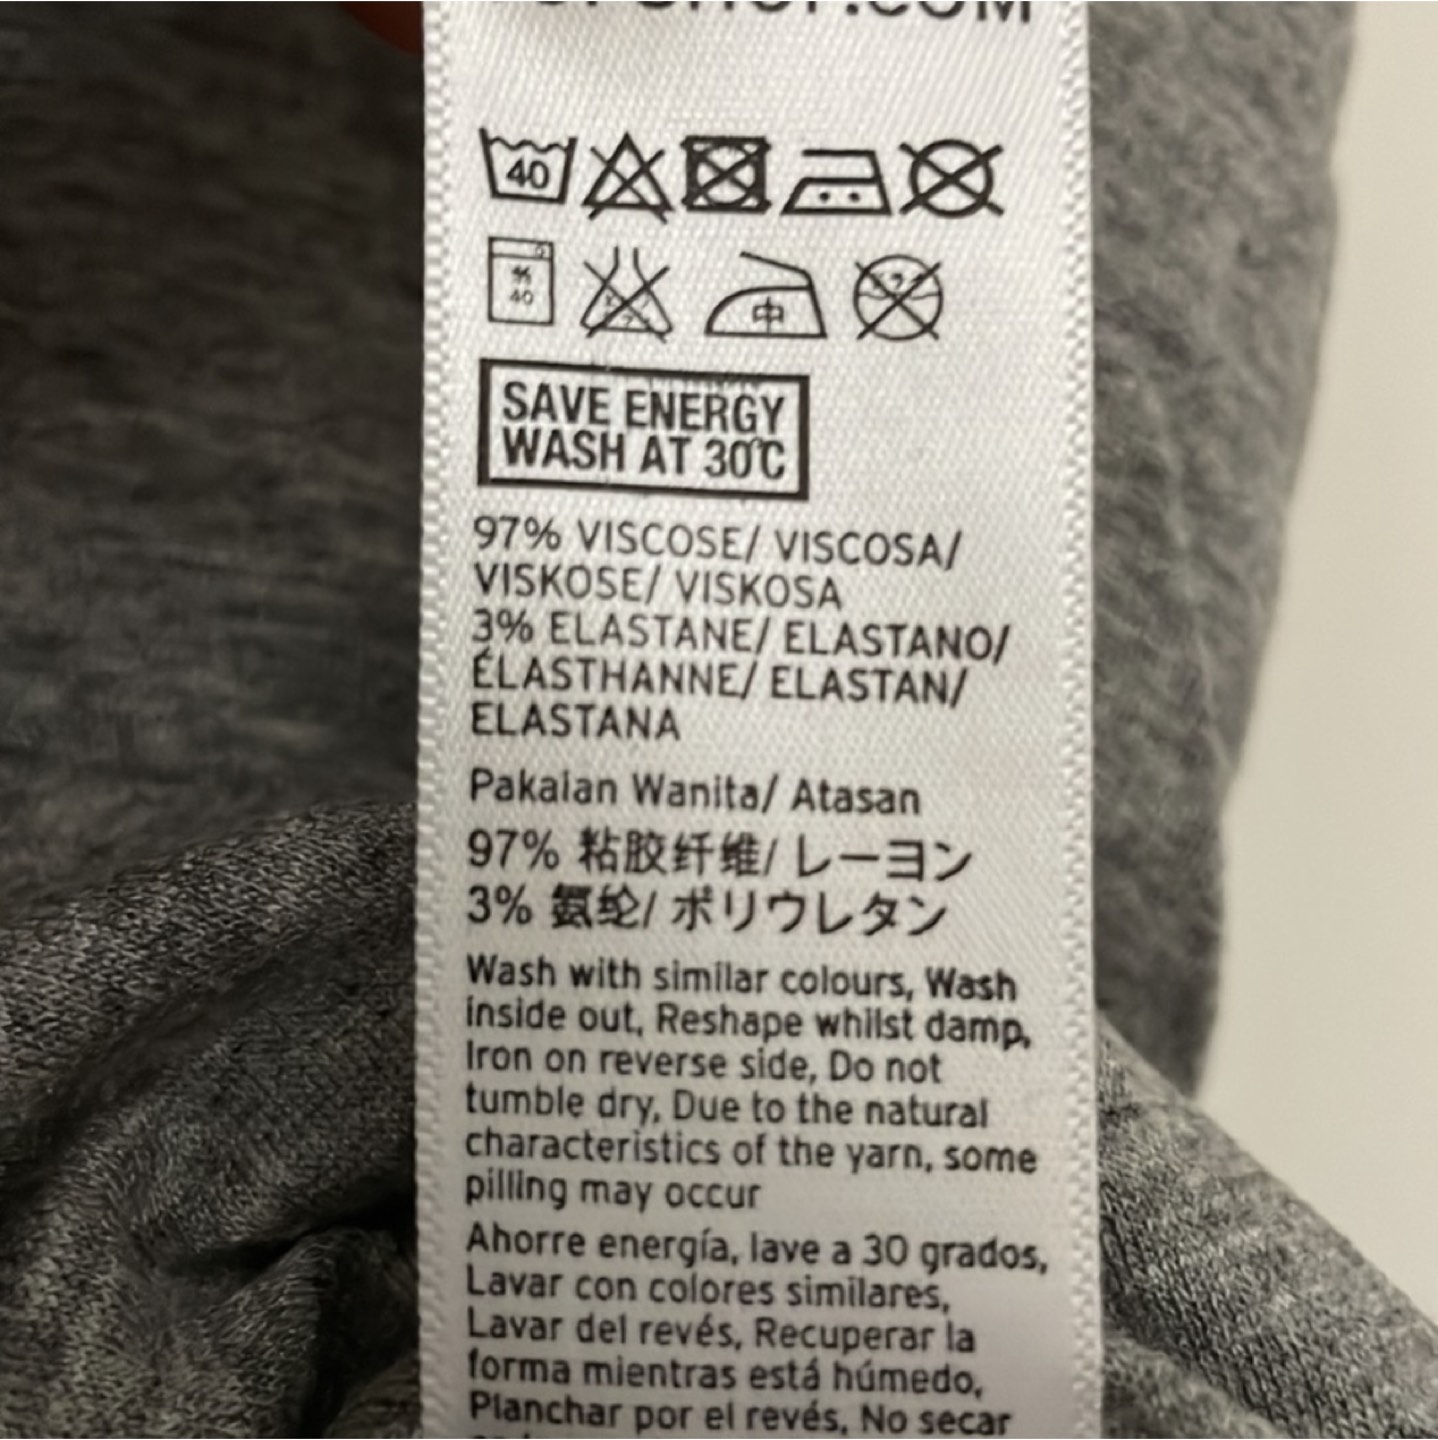 40
40
中
SAVE ENERGY
WASH AT 30℃
97% VISCOSE/ VISCOSA/
VISKOSE/ VISKOSA
3% ELASTANE/ ELASTANO/
ÉLASTHANNE/ ELASTAN/
ELASTANA
Pakaian Wanita/ Atasan
97% 粘胶纤维/ レーヨン
3% 氨纶/ ポリウレタン
Wash with similar colours, Wash
inside out, Reshape whilst damp,
Iron on reverse side, Do not
tumble dry, Due to the natural
characteristics of the yarn, some
pilling may occur
Ahorre energía, lave a 30 grados,
Lavar con colores similares,
Lavar del revés, Recuperar la
forma mientras está húmedo,
Planchar por el revés, No secar